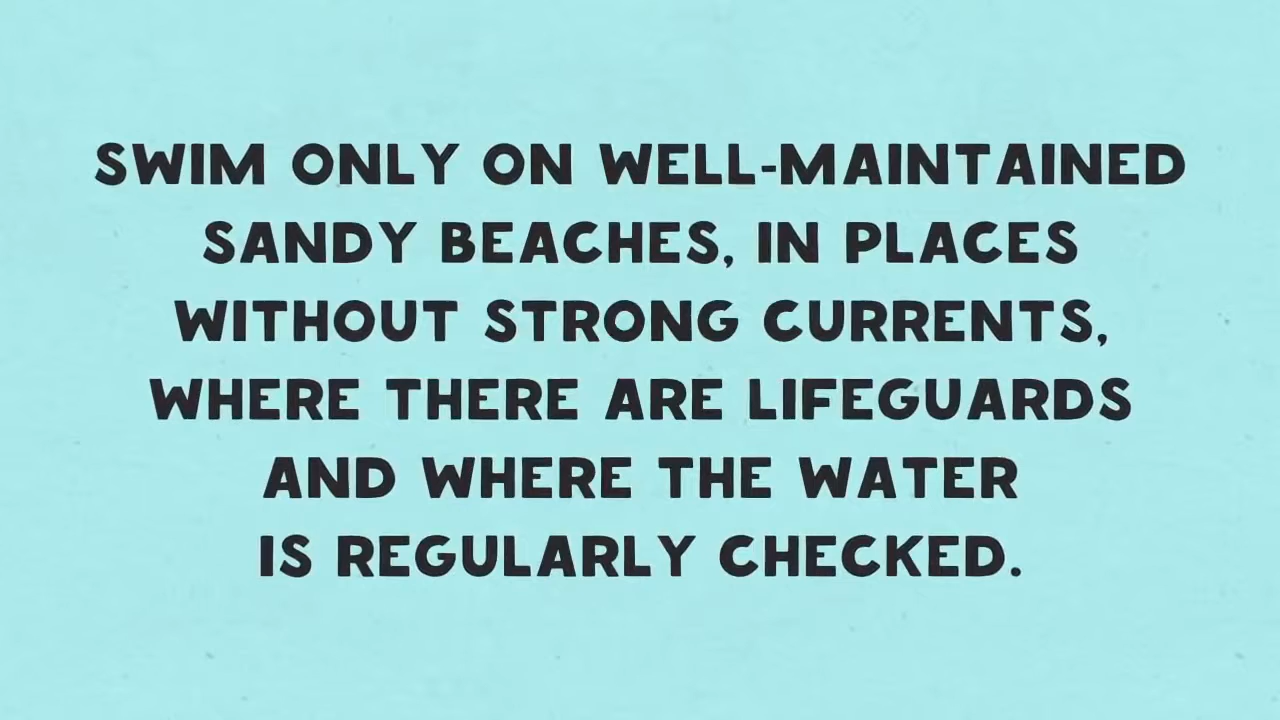 SWIM ONLY ON WELL-MAINTAINED
SANDY BEACHES, IN PLACES
WITHOUT STRONG CURRENTS,
WHERE THERE ARE LIFEGUARDS
AND WHERE THE WATER
IS REGULARLY CHECKED.